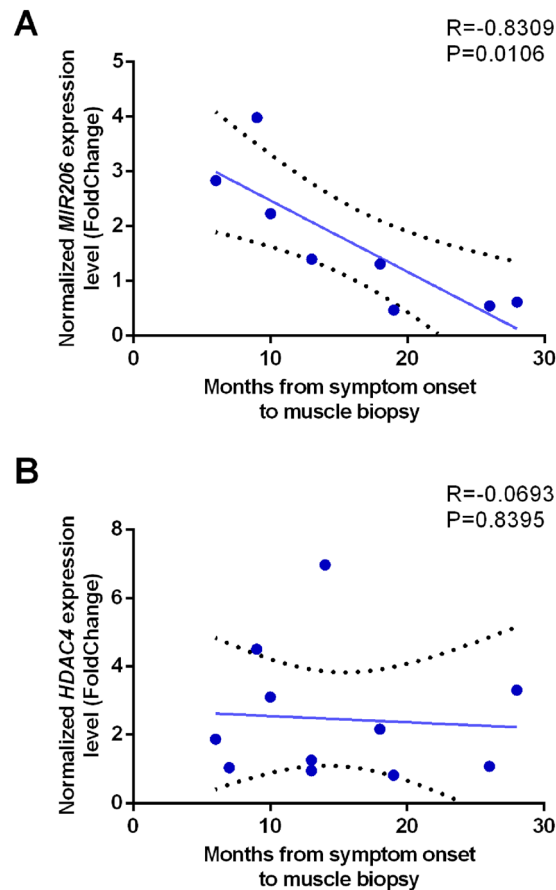 A
R=-0.8309
P=0.0106
Normalized MIR206 expression
level (FoldChange)
5
4
3
2
1
0
0 10 20 30
Months from symptom onset
to muscle biopsy
B
R=-0.0693
P=0.8395
Normalized HDAC4 expression
level (FoldChange)
8
6
4
2
0
0 10 20 30
Months from symptom onset
to muscle biopsy